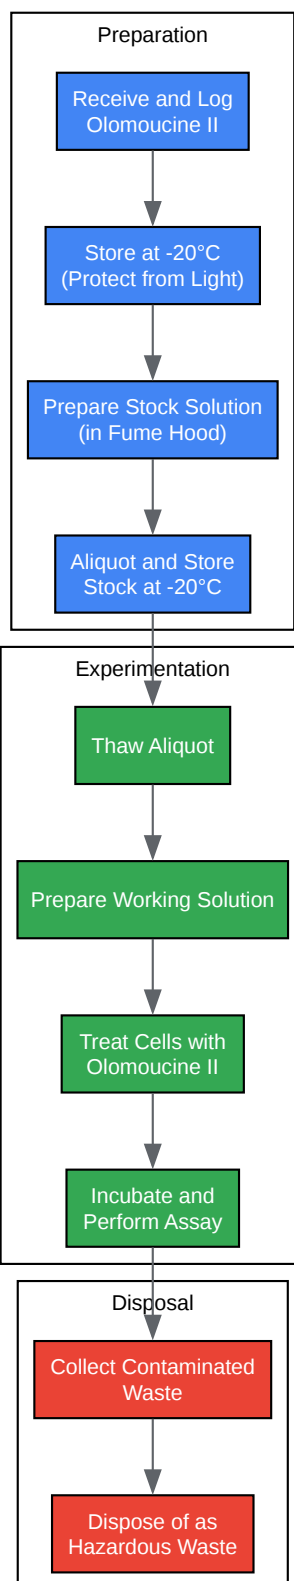 Preparation
Receive and Log
Olomoucine II
Store at -20°C
(Protect from Light)
Prepare Stock Solution
(in Fume Hood)
Aliquot and Store
Stock at -20°C
Experimentation
Thaw Aliquot
Prepare Working Solution
Treat Cells with
Olomoucine II
Incubate and
Perform Assay
Disposal
Collect Contaminated
Waste
Dispose of as
Hazardous Waste